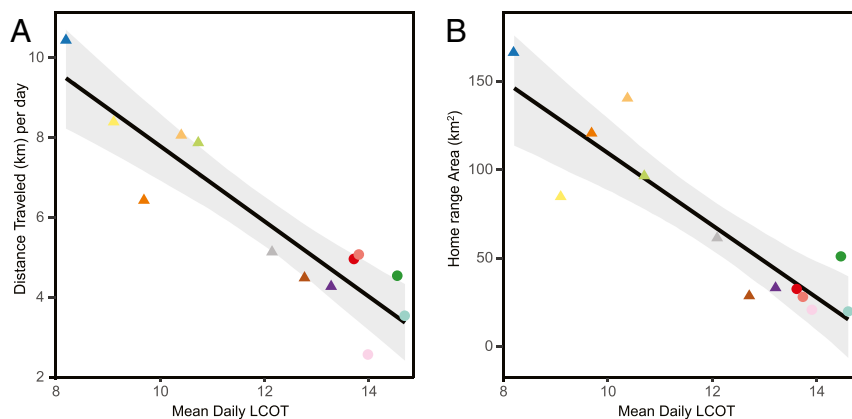 A
10
8
6
4
2
Distance Traveled (km) per day
8
10
12
14
Mean Daily LCOT
B
150
100
50
0
Home range Area (km²)
8
10
12
14
Mean Daily LCOT